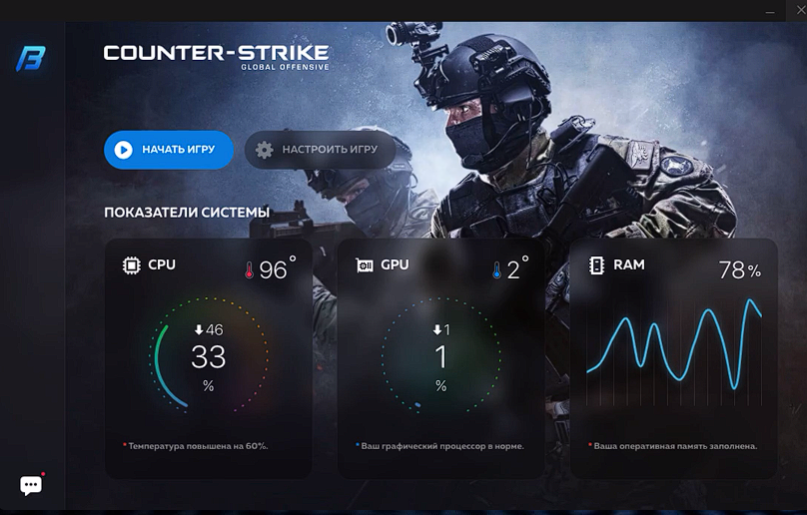 COUNTER-STRIKE
GLOBAL OFFENSIVE
НАЧАТЬ ИГРУ
НАСТРОИТЬ ИГРУ
ПОКАЗАТЕЛИ СИСТЕМЫ
CPU
96°
46
33
%
*Температура повышена на 60%.
GPU
2°
1
1
%
*Ваш графический процессор в норме.
RAM
78%
*Ваша оперативная память заполнена.